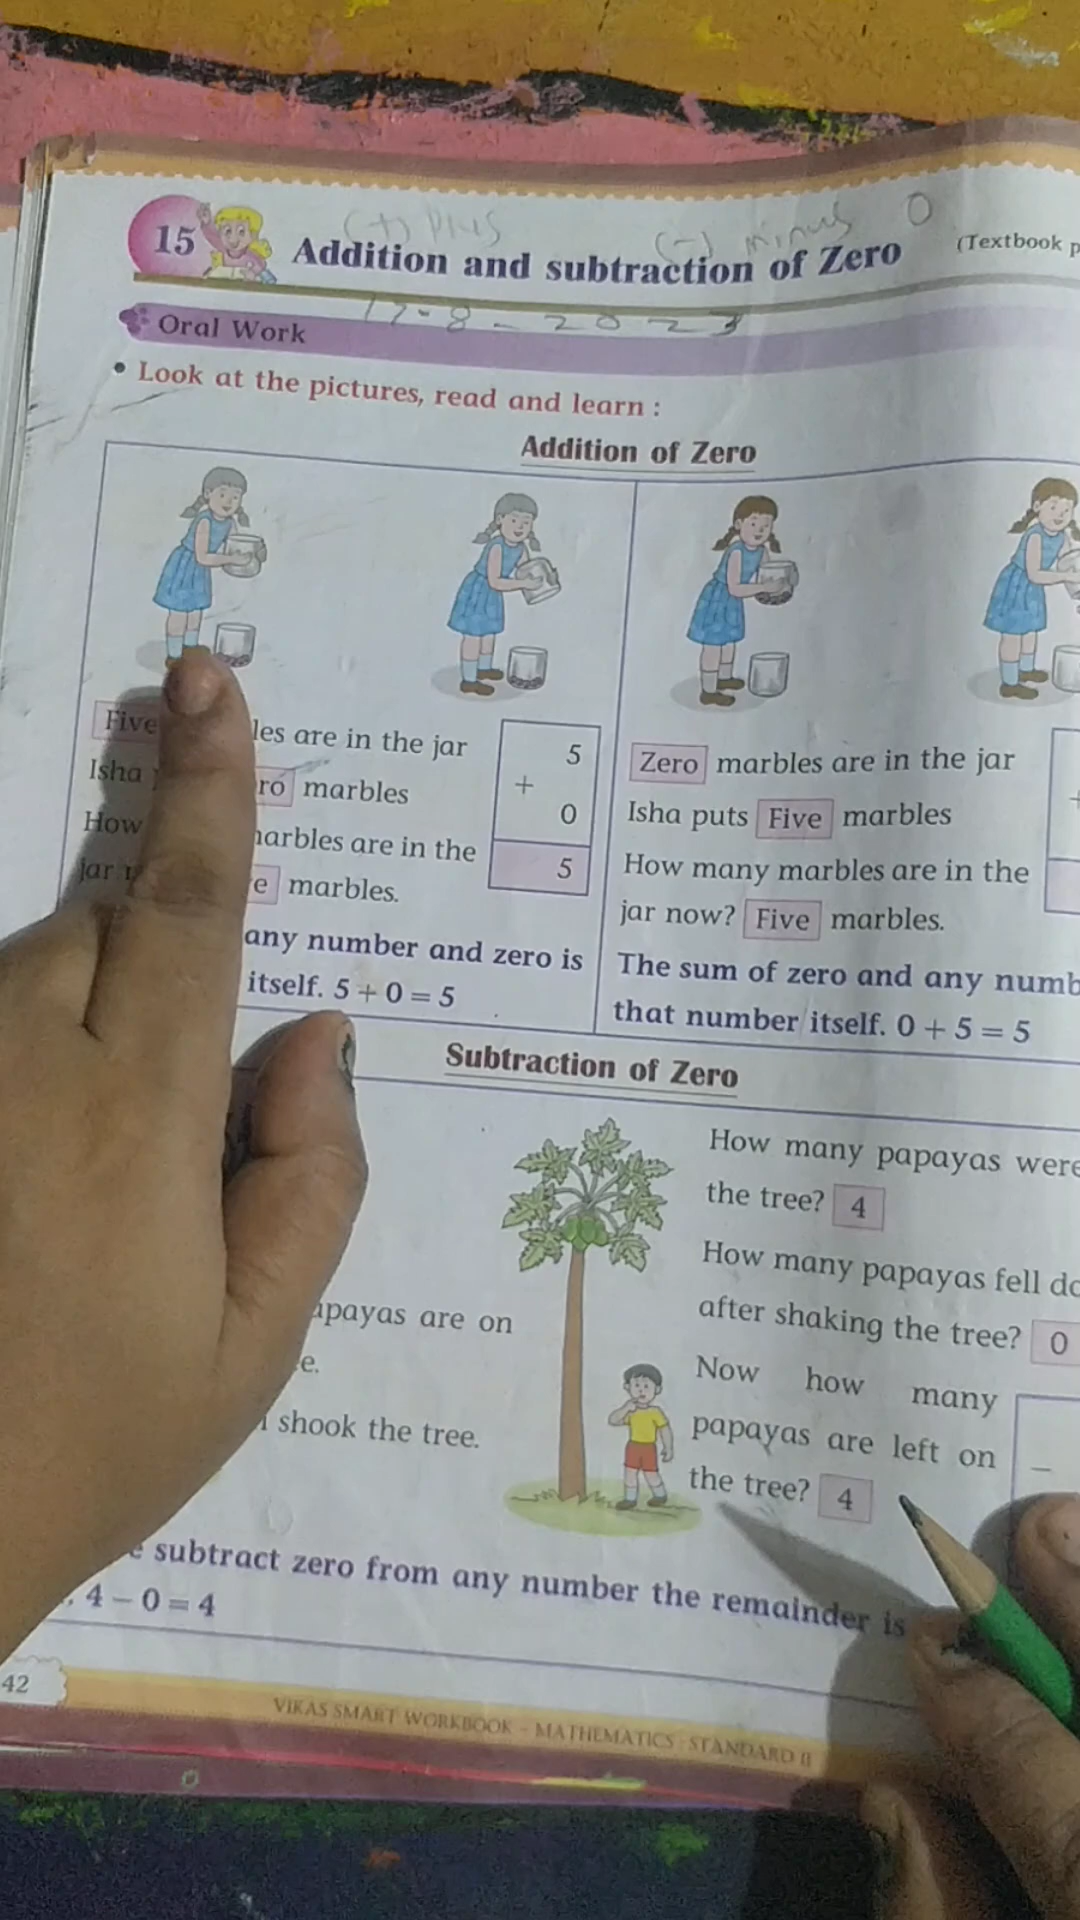 (+) Plus (-) minus 0
15 Addition and subtraction of Zero (Textbook p
17-8-2023
Oral Work
• Look at the pictures, read and learn :
Addition of Zero
Five les are in the jar
Isha ro marbles
How marbles are in the
jar e marbles.
any number and zero is
itself. 5 + 0 = 5
5
+
0
5
Zero marbles are in the jar
Isha puts Five marbles
How many marbles are in the
jar now? Five marbles.
The sum of zero and any numb
that number itself. 0 + 5 = 5
Subtraction of Zero
apayas are on
e.
shook the tree.
How many papayas were
the tree? 4
How many papayas fell do
after shaking the tree? 0
Now how many
papayas are left on
the tree? 4
–
e subtract zero from any number the remainder is
. 4 – 0 = 4
42
VIKAS SMART WORKBOOK – MATHEMATICS : STANDARD II